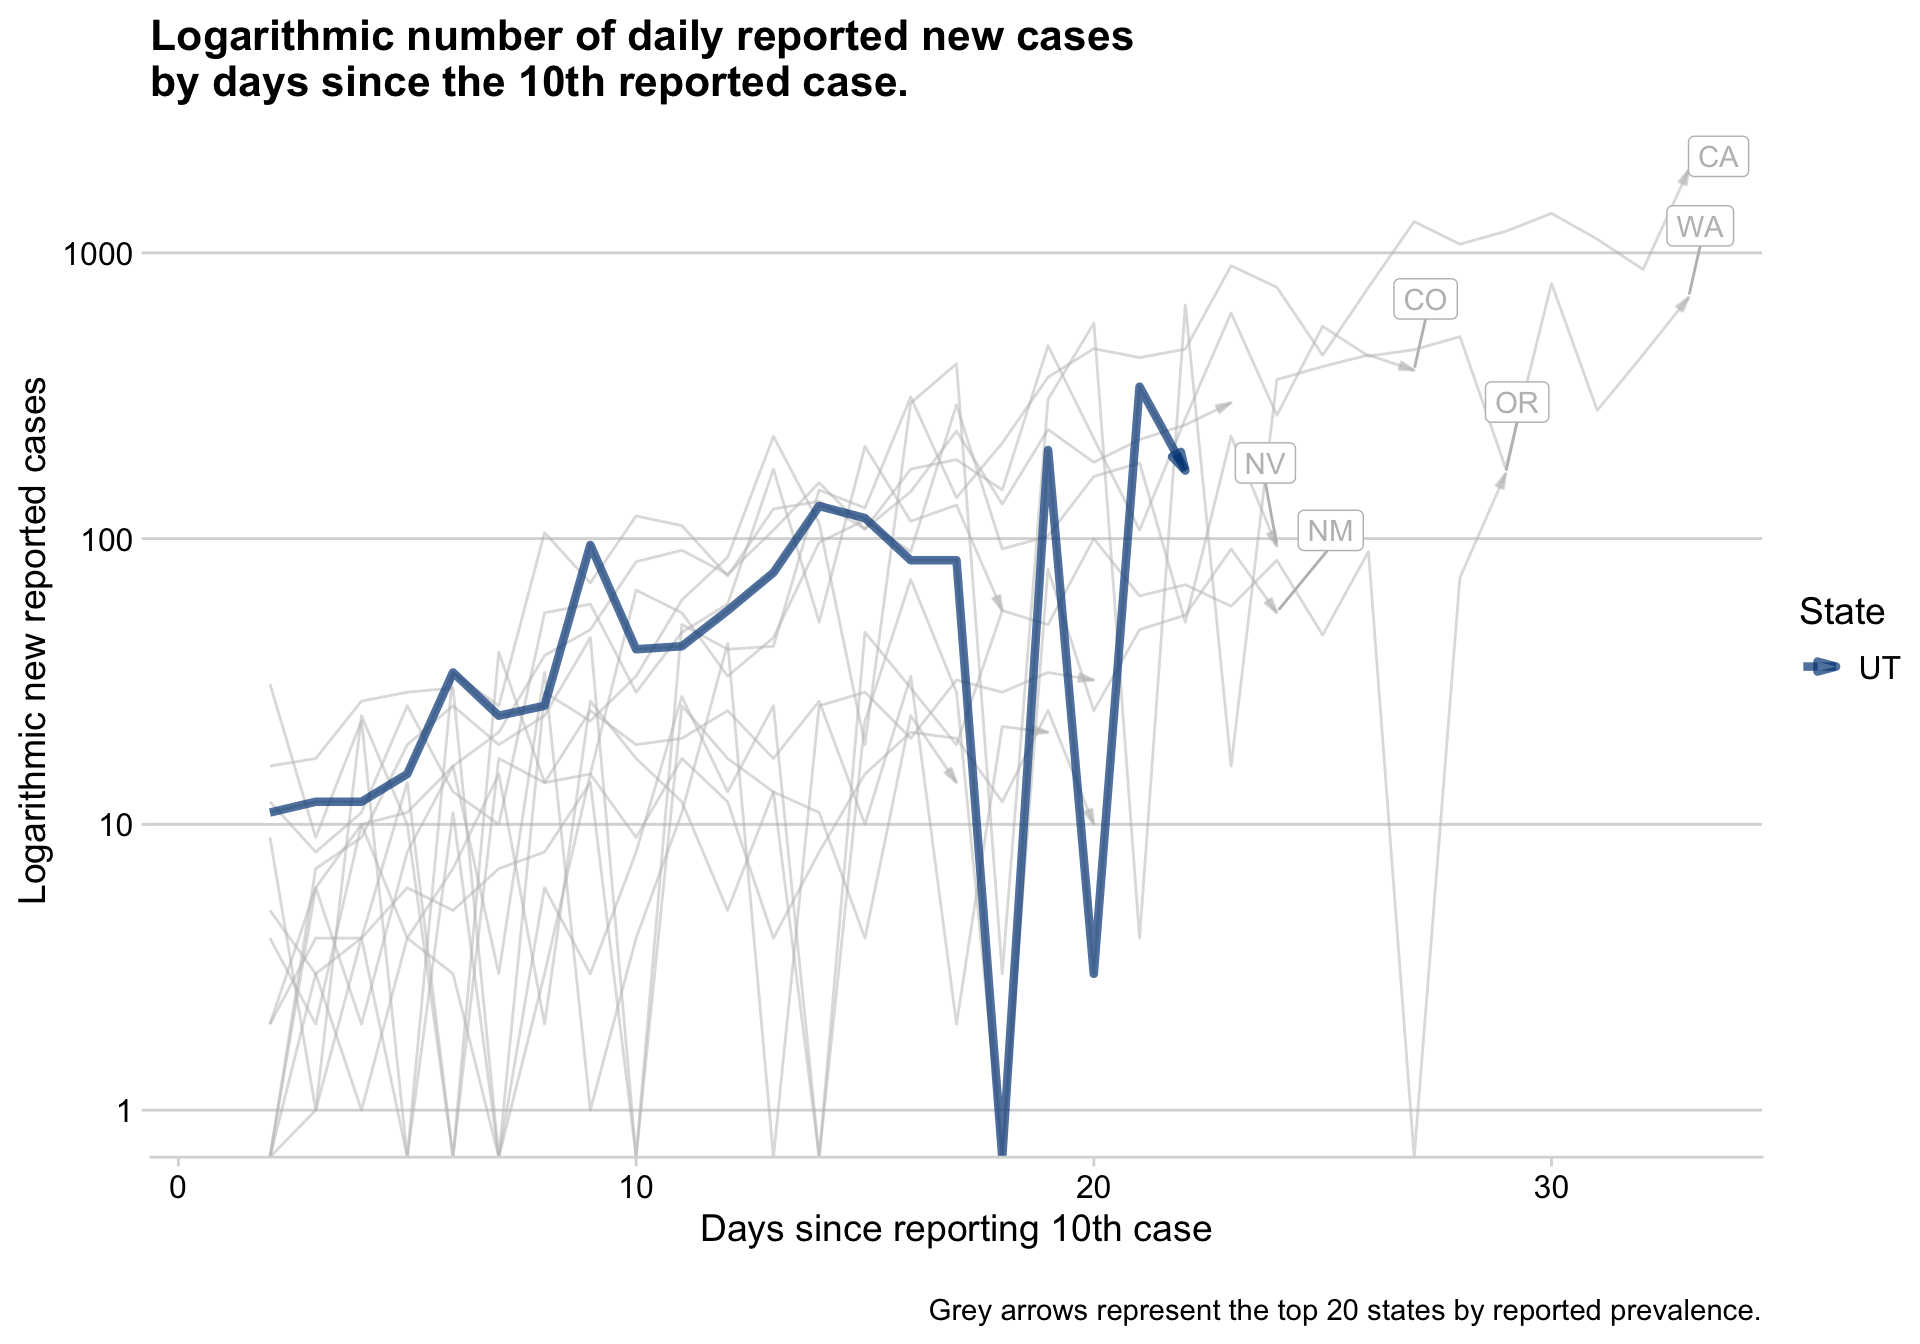 Logarithmic number of daily reported new cases
by days since the 10th reported case.
CA
WA
1000
CO
OR
NV
NM
100
10
1
Logarithmic new reported cases
State
UT
0 10 20 30
Days since reporting 10th case
Grey arrows represent the top 20 states by reported prevalence.